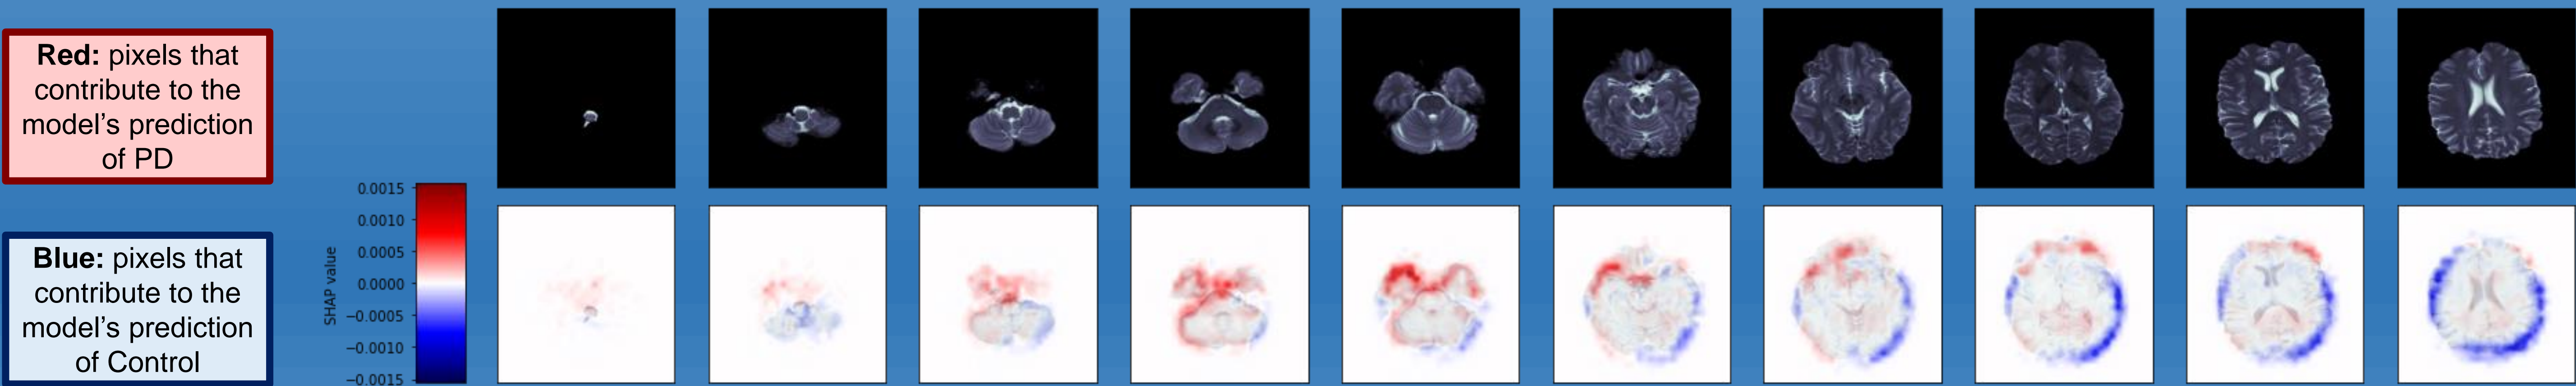 Red: pixels that
contribute to the
model's prediction
of PD
Blue: pixels that
contribute to the
model's prediction
of Control
SHAP value
0.0015
0.0010
0.0005
0.0000
−0.0005
−0.0010
−0.0015